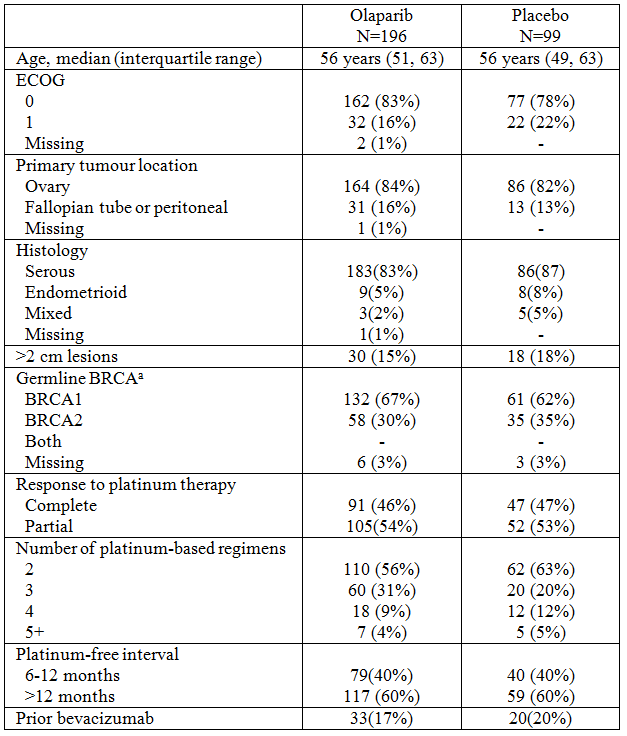 Olaparib Placebo
N=196 N=99
Age, median (interquartile range) 56 years (51, 63) 56 years (49, 63)
ECOG
0 162 (83%) 77 (78%)
1 32 (16%) 22 (22%)
Missing 2 (1%) -
Primary tumour location
Ovary 164 (84%) 86 (82%)
Fallopian tube or peritoneal 31 (16%) 13 (13%)
Missing 1 (1%) -
Histology
Serous 183(83%) 86(87)
Endometrioid 9(5%) 8(8%)
Mixed 3(2%) 5(5%)
Missing 1(1%) -
>2 cm lesions 30 (15%) 18 (18%)
Germline BRCAª
BRCA1 132 (67%) 61 (62%)
BRCA2 58 (30%) 35 (35%)
Both - -
Missing 6 (3%) 3 (3%)
Response to platinum therapy
Complete 91 (46%) 47 (47%)
Partial 105(54%) 52 (53%)
Number of platinum-based regimens
2 110 (56%) 62 (63%)
3 60 (31%) 20 (20%)
4 18 (9%) 12 (12%)
5+ 7 (4%) 5 (5%)
Platinum-free interval
6-12 months 79(40%) 40 (40%)
>12 months 117 (60%) 59 (60%)
Prior bevacizumab 33(17%) 20(20%)